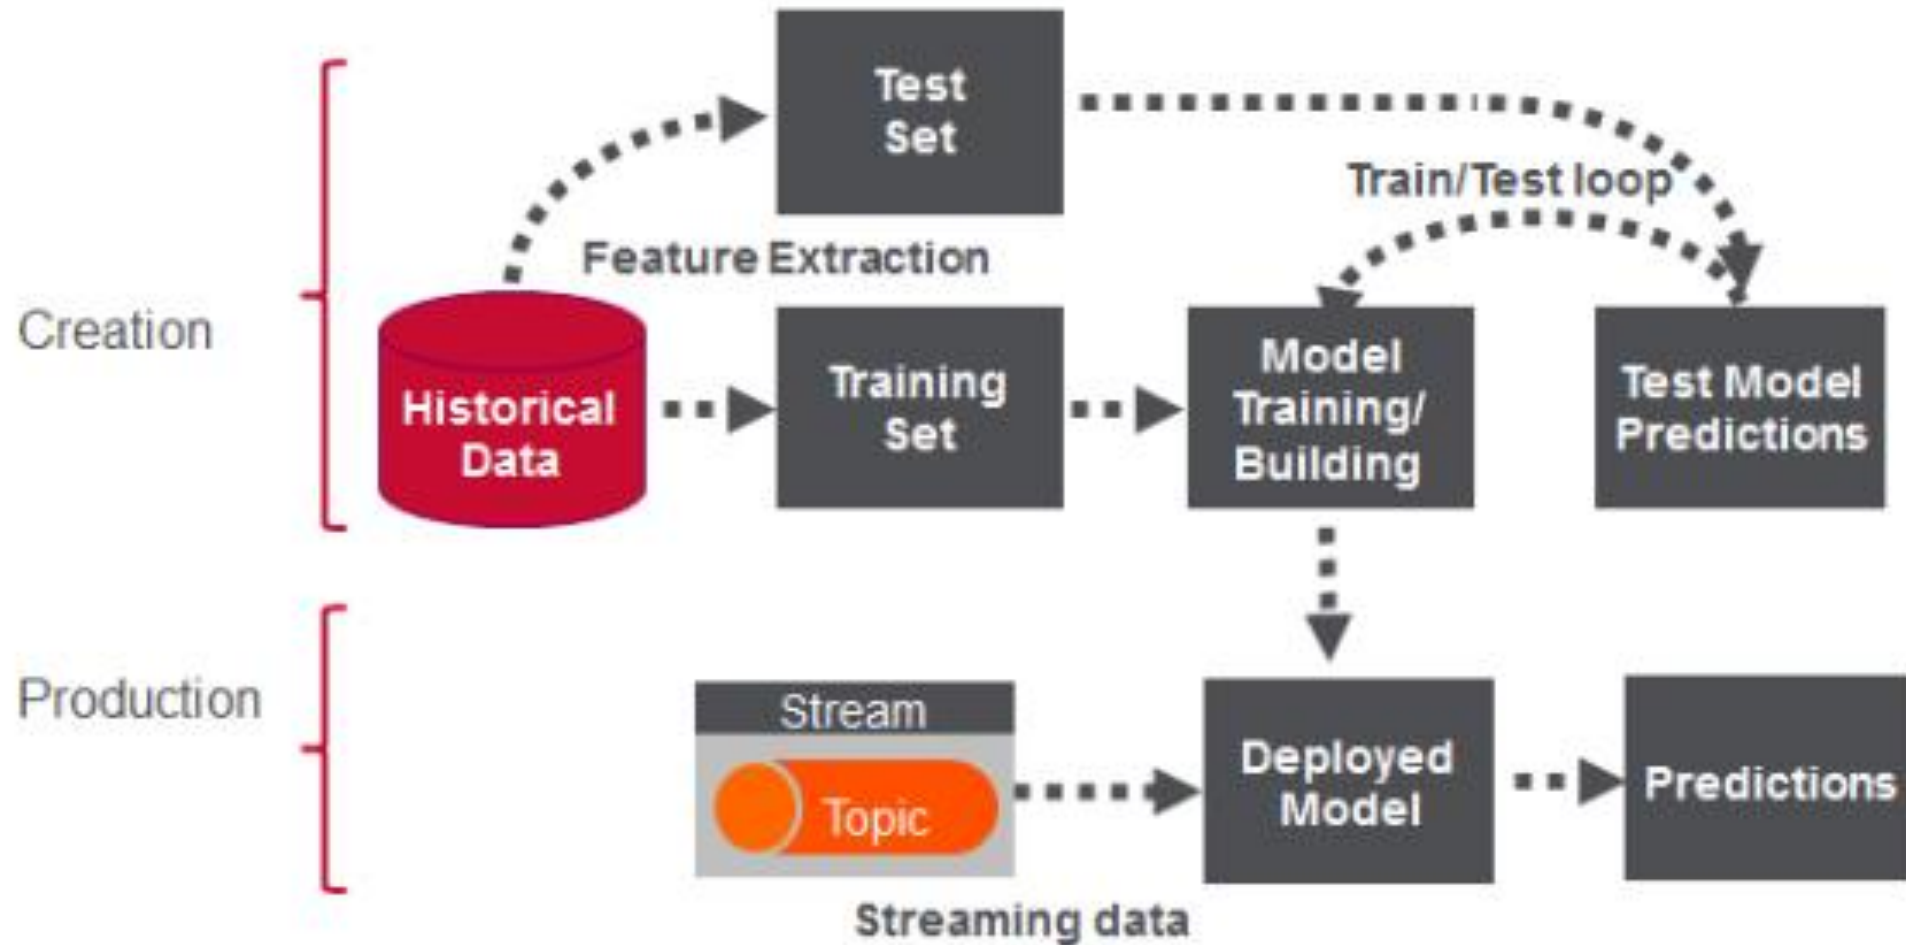 Test
Set
Train/Test loop
Feature Extraction
Creation
Historical
Data
Training
Set
Model
Training/
Building
Test Model
Predictions
Production
Stream
Topic
Streaming data
Deployed
Model
Predictions